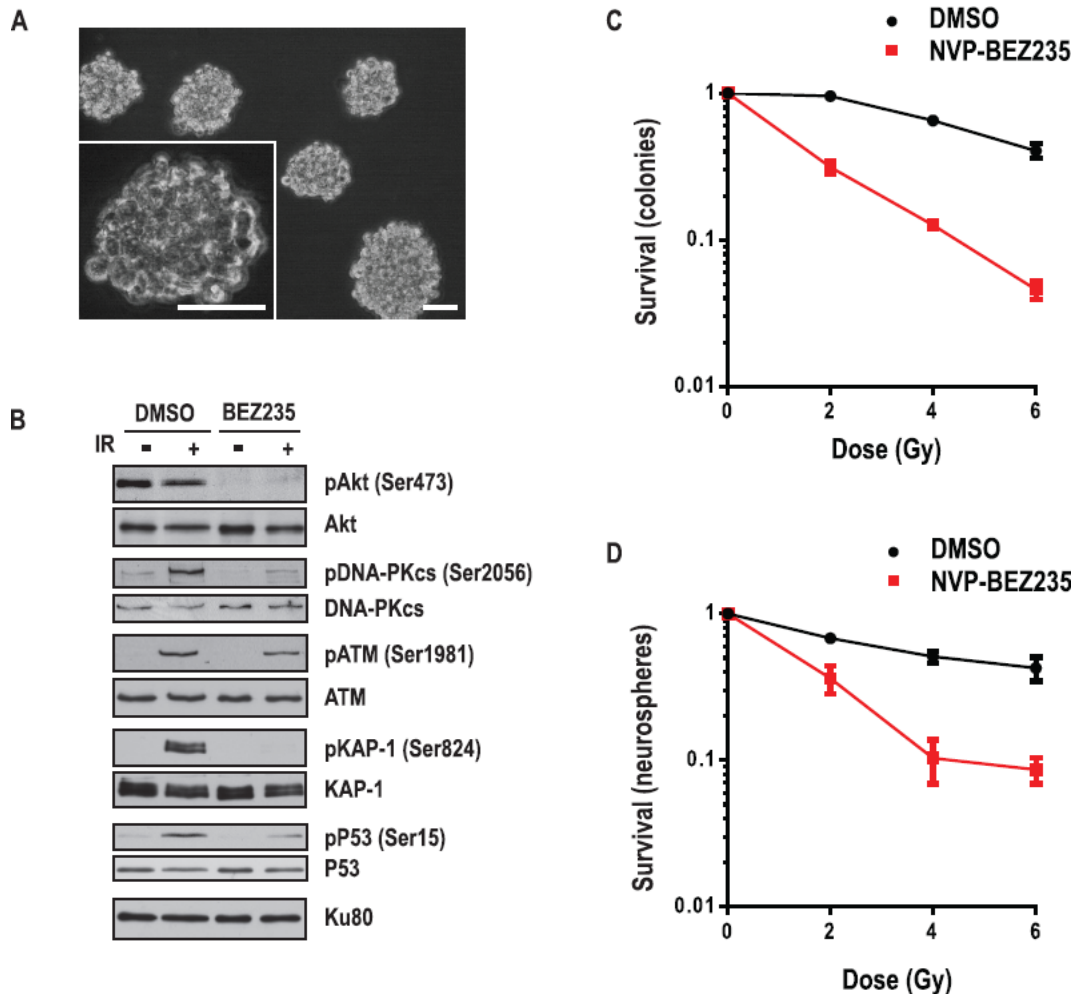 A
B
DMSO BEZ235
IR - + - +
pAkt (Ser473)
Akt
pDNA-PKcs (Ser2056)
DNA-PKcs
pATM (Ser1981)
ATM
pKAP-1 (Ser824)
KAP-1
pP53 (Ser15)
P53
Ku80
C
DMSO
NVP-BEZ235
Survival (colonies)
1
0.1
0.01
0 2 4 6
Dose (Gy)
D
DMSO
NVP-BEZ235
Survival (neurospheres)
1
0.1
0.01
0 2 4 6
Dose (Gy)